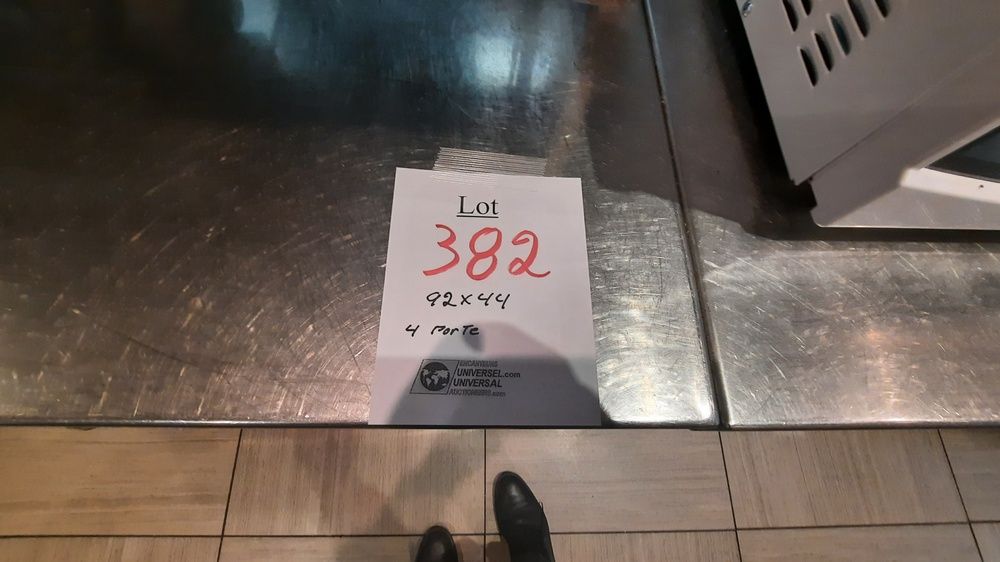 Lot
382
92x44
4 Porte
ENCANTEURS
UNIVERSEL.com
UNIVERSAL
AUCTIONEERS.com